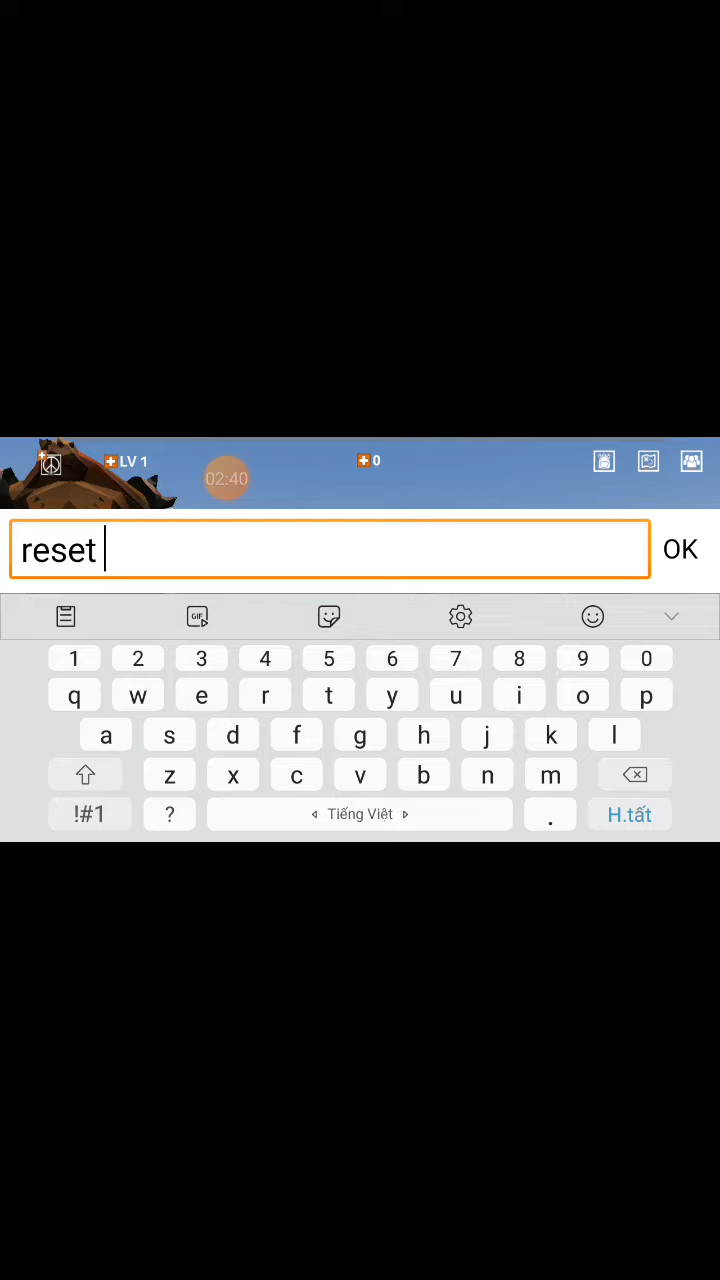 LV 1
0
02:40
reset
OK
GIF
1 2 3 4 5 6 7 8 9 0
q w e r t y u i o p
a s d f g h j k l
z x c v b n m
!#1 ? Tiếng Việt . H.tất